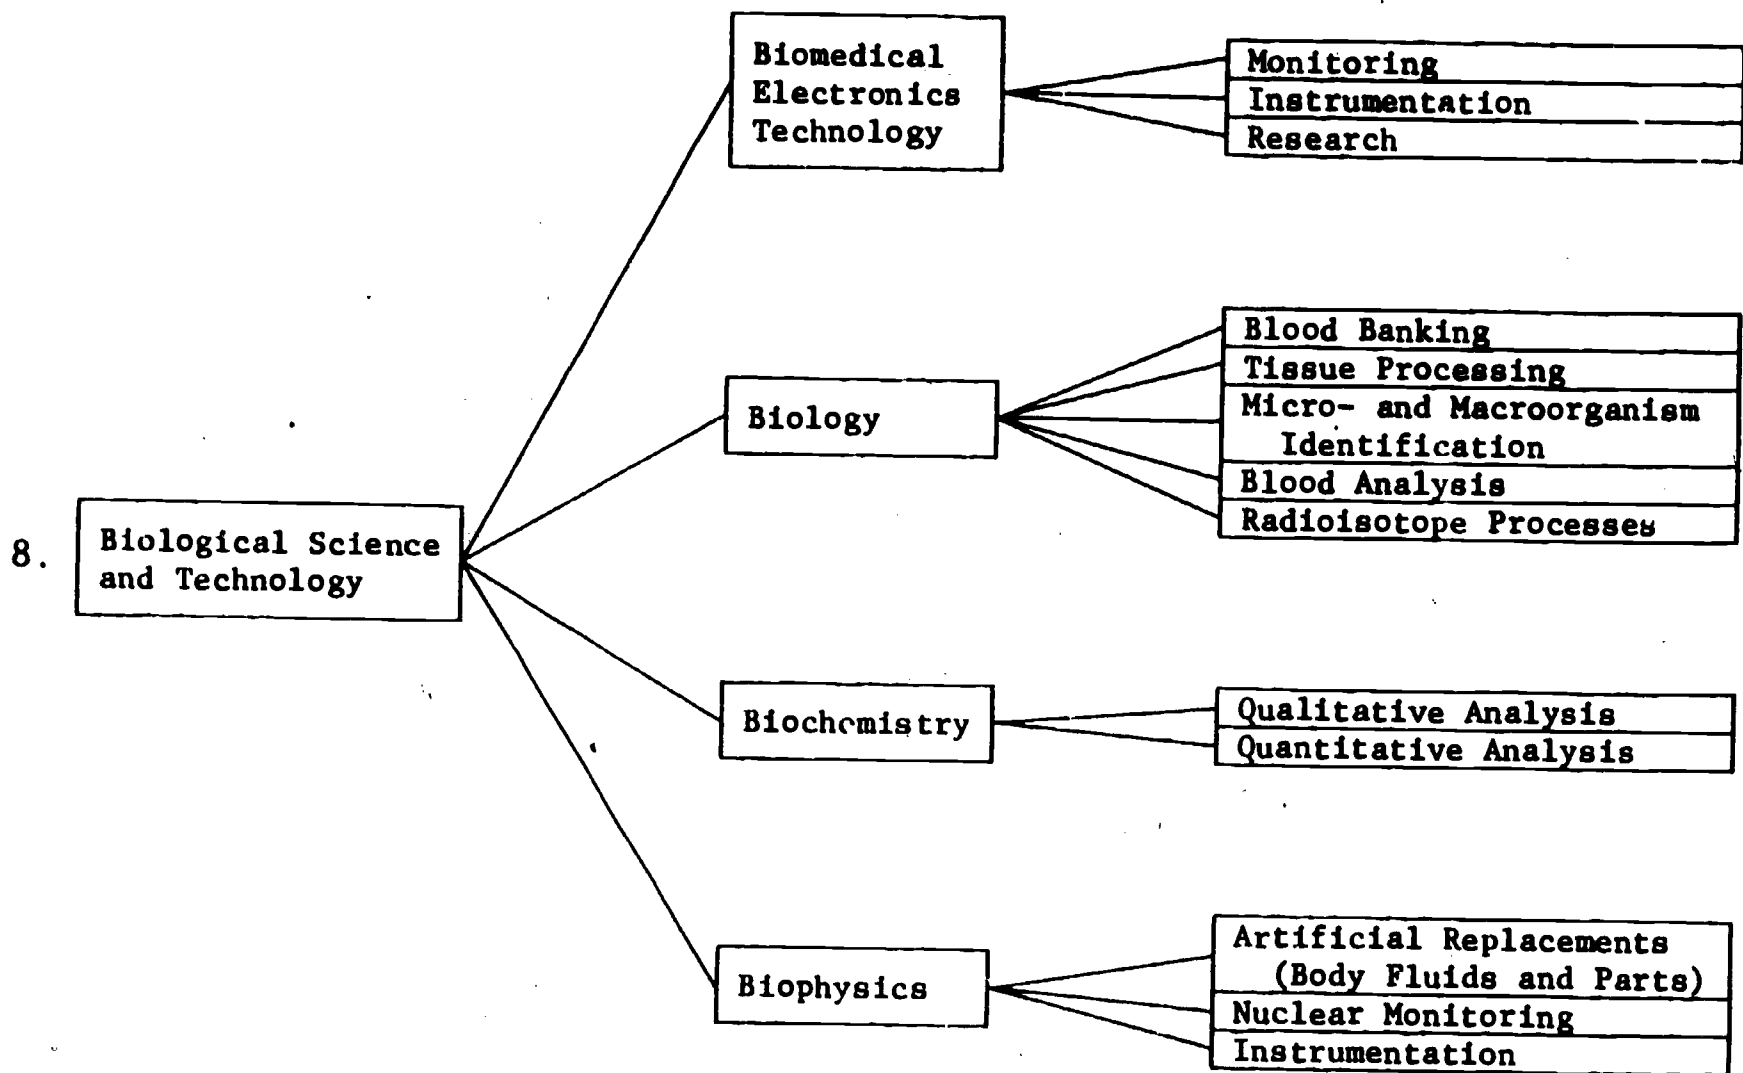 Biomedical
Electronics
Technology
Monitoring
Instrumentation
Research
Biology
Blood Banking
Tissue Processing
Micro- and Macroorganism
Identification
Blood Analysis
Radioisotope Processes
8.
Biological Science
and Technology
Biochemistry
Qualitative Analysis
Quantitative Analysis
Biophysics
Artificial Replacements
(Body Fluids and Parts)
Nuclear Monitoring
Instrumentation